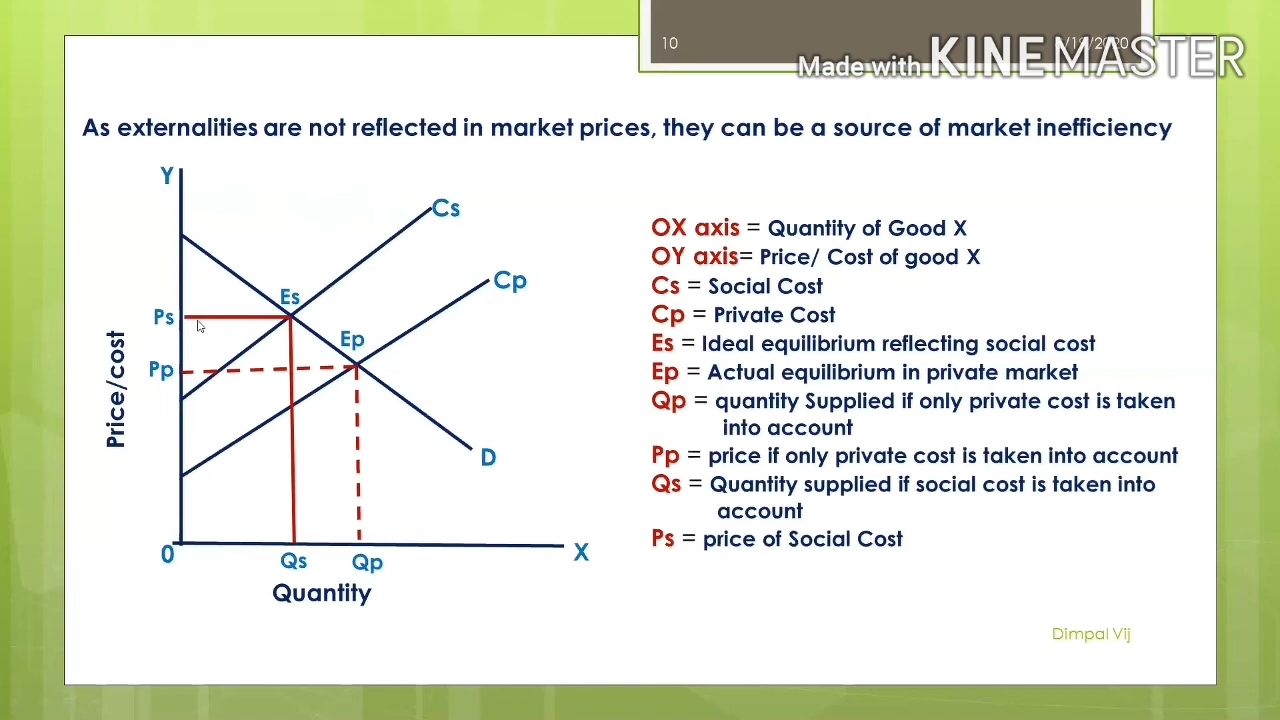 10
/19/2020
Made with KINEMASTER
As externalities are not reflected in market prices, they can be a source of market inefficiency
Y
Cs
Cp
Es
Ps
Ep
Pp
Price/cost
D
0
Qs
Qp
X
Quantity
OX axis = Quantity of Good X
OY axis= Price/ Cost of good X
Cs = Social Cost
Cp = Private Cost
Es = Ideal equilibrium reflecting social cost
Ep = Actual equilibrium in private market
Qp = quantity Supplied if only private cost is taken
into account
Pp = price if only private cost is taken into account
Qs = Quantity supplied if social cost is taken into
account
Ps = price of Social Cost
Dimpal Vij